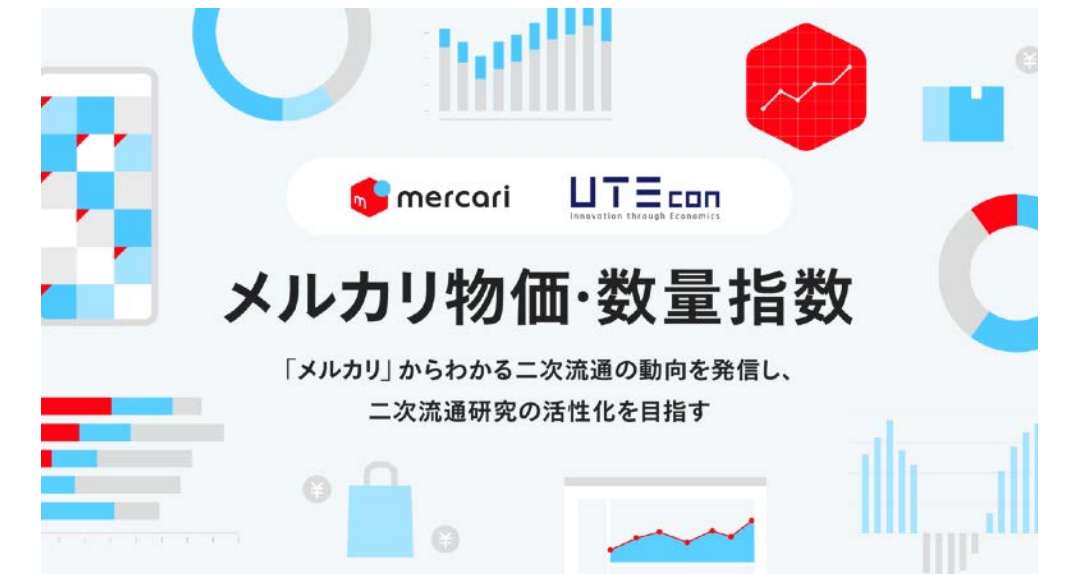 mercari
UTEcon
Innovation through Economics
メルカリ物価・数量指数
「メルカリ」からわかる二次流通の動向を発信し、
二次流通研究の活性化を目指す
¥
¥
¥